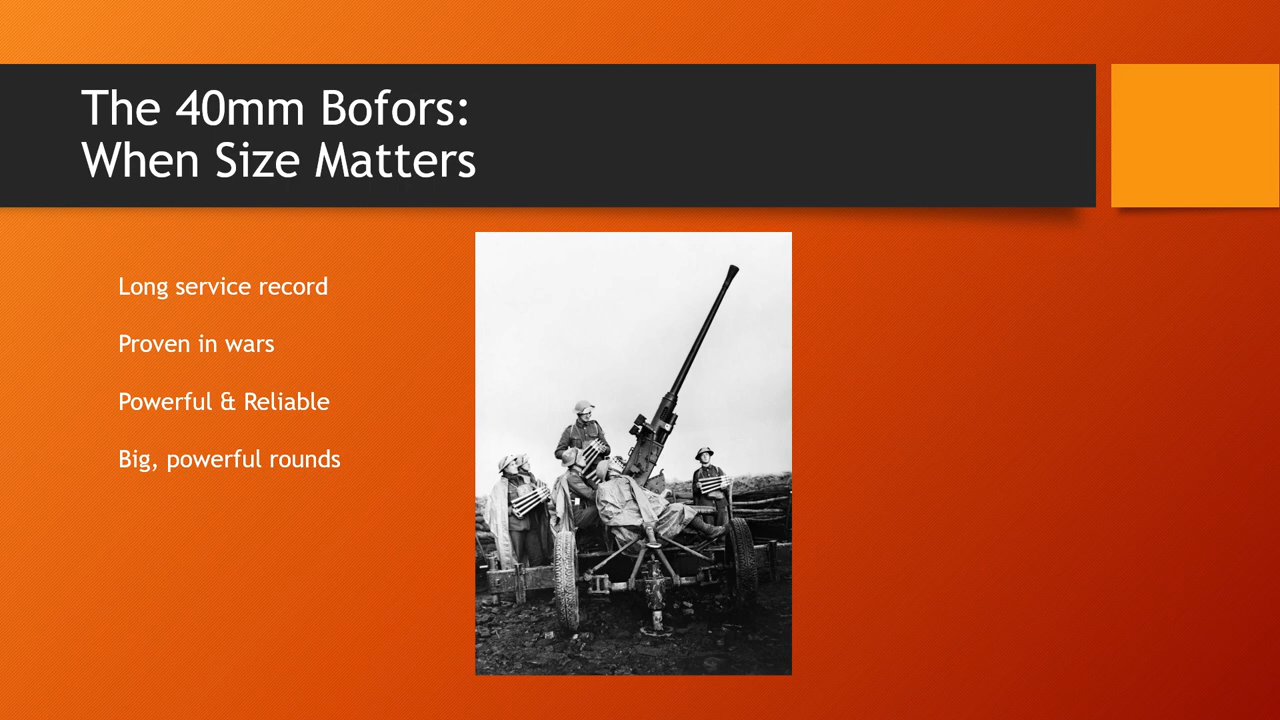 The 40mm Bofors:
When Size Matters
Long service record
Proven in wars
Powerful & Reliable
Big, powerful rounds